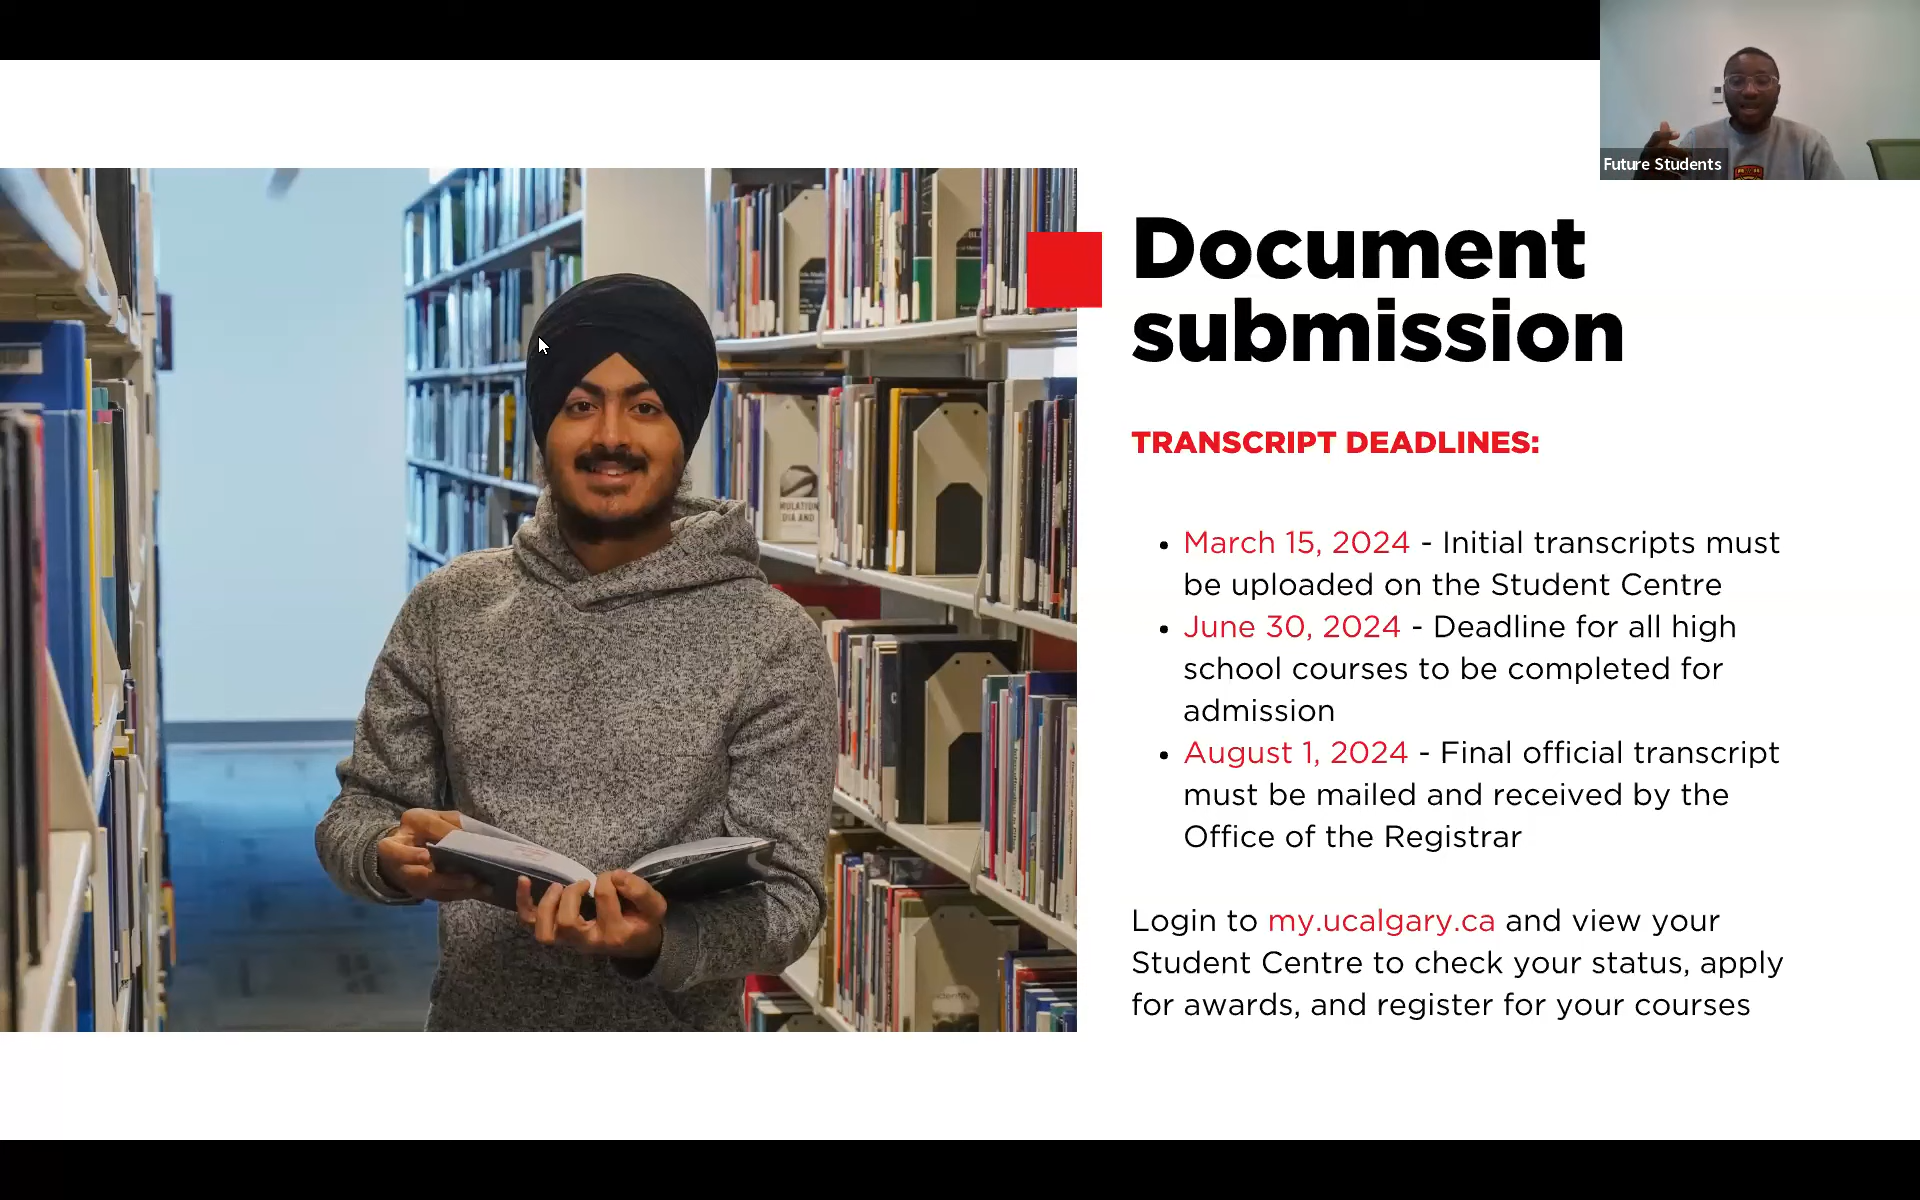 Future Students
Document
submission
TRANSCRIPT DEADLINES:
• March 15, 2024 - Initial transcripts must
be uploaded on the Student Centre
• June 30, 2024 - Deadline for all high
school courses to be completed for
admission
• August 1, 2024 - Final official transcript
must be mailed and received by the
Office of the Registrar
Login to my.ucalgary.ca and view your
Student Centre to check your status, apply
for awards, and register for your courses
MULATION
DIA AND